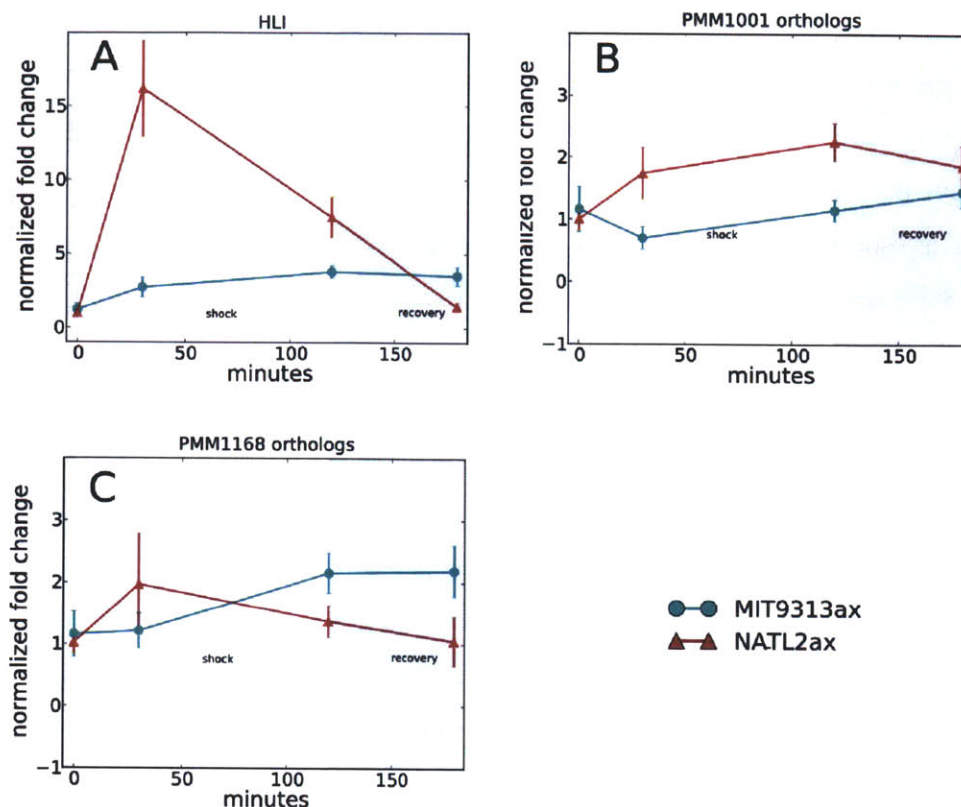 HLI
A
normalized fold change
15
10
5
0
shock
recovery
0
50
100
150
minutes
PMM1001 orthologs
B
normalized fold change
3
2
1
0
−1
shock
recovery
0
50
100
150
minutes
PMM1168 orthologs
C
normalized fold change
3
2
1
0
−1
shock
recovery
0
50
100
150
minutes
MIT9313ax
NATL2ax